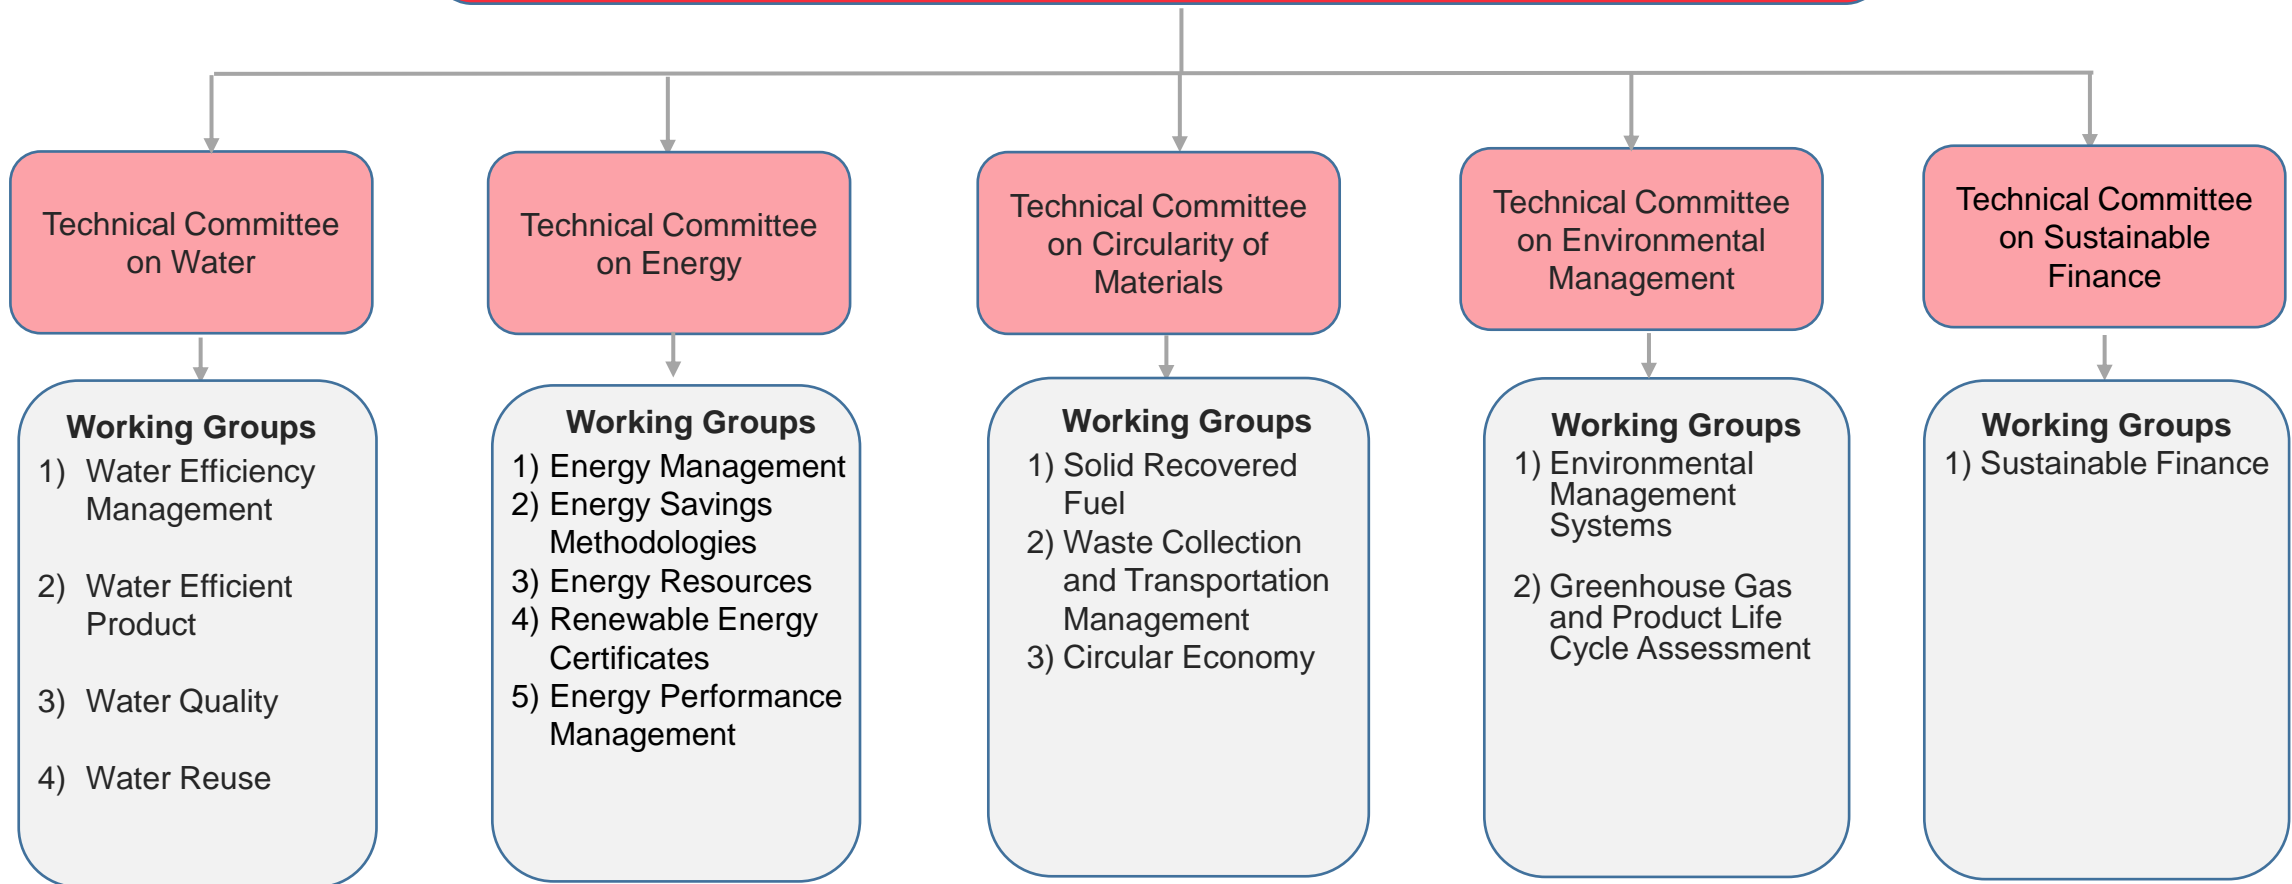 Technical Committee
on Water
Technical Committee
on Energy
Technical Committee
on Circularity of
Materials
Technical Committee
on Environmental
Management
Technical Committee
on Sustainable
Finance
Working Groups
1) Water Efficiency
Management
2) Water Efficient
Product
3) Water Quality
4) Water Reuse
Working Groups
1) Energy Management
2) Energy Savings
Methodologies
3) Energy Resources
4) Renewable Energy
Certificates
5) Energy Performance
Management
Working Groups
1) Solid Recovered
Fuel
2) Waste Collection
and Transportation
Management
3) Circular Economy
Working Groups
1) Environmental
Management
Systems
2) Greenhouse Gas
and Product Life
Cycle Assessment
Working Groups
1) Sustainable Finance